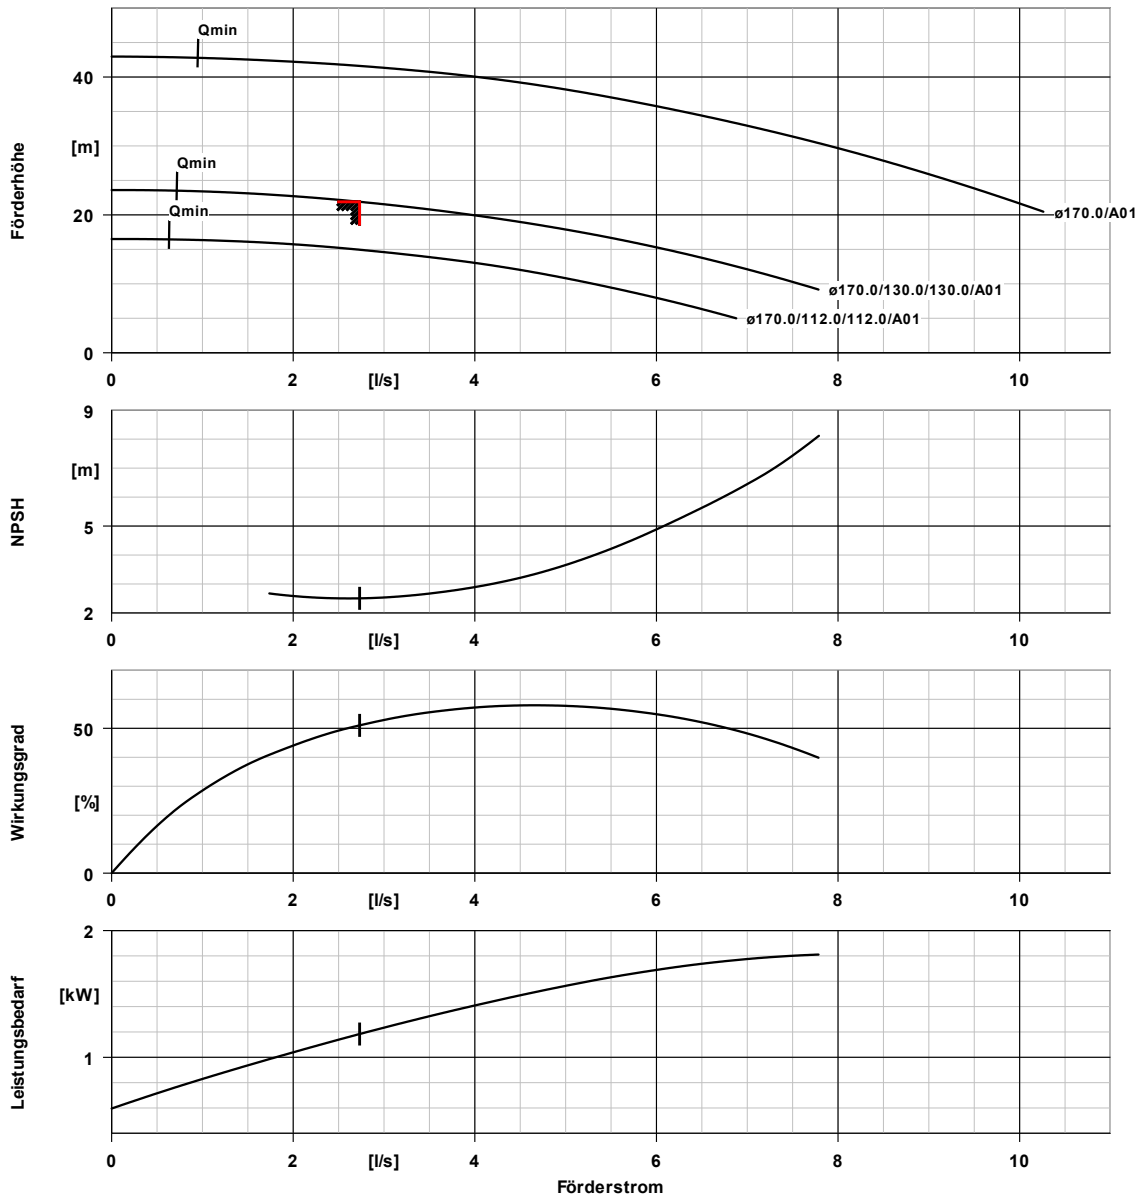 Qmin
40
[m]
Förderhöhe
Qmin
Qmin
20
ø170.0/A01
ø170.0/130.0/130.0/A01
ø170.0/112.0/112.0/A01
0
0 2 [l/s] 4 6 8 10
9
[m]
NPSH
5
2
0 2 [l/s] 4 6 8 10
50
Wirkungsgrad
[%]
0
0 2 [l/s] 4 6 8 10
2
[kW]
Leistungsbedarf
1
0 2 [l/s] 4 6 8 10
Förderstrom